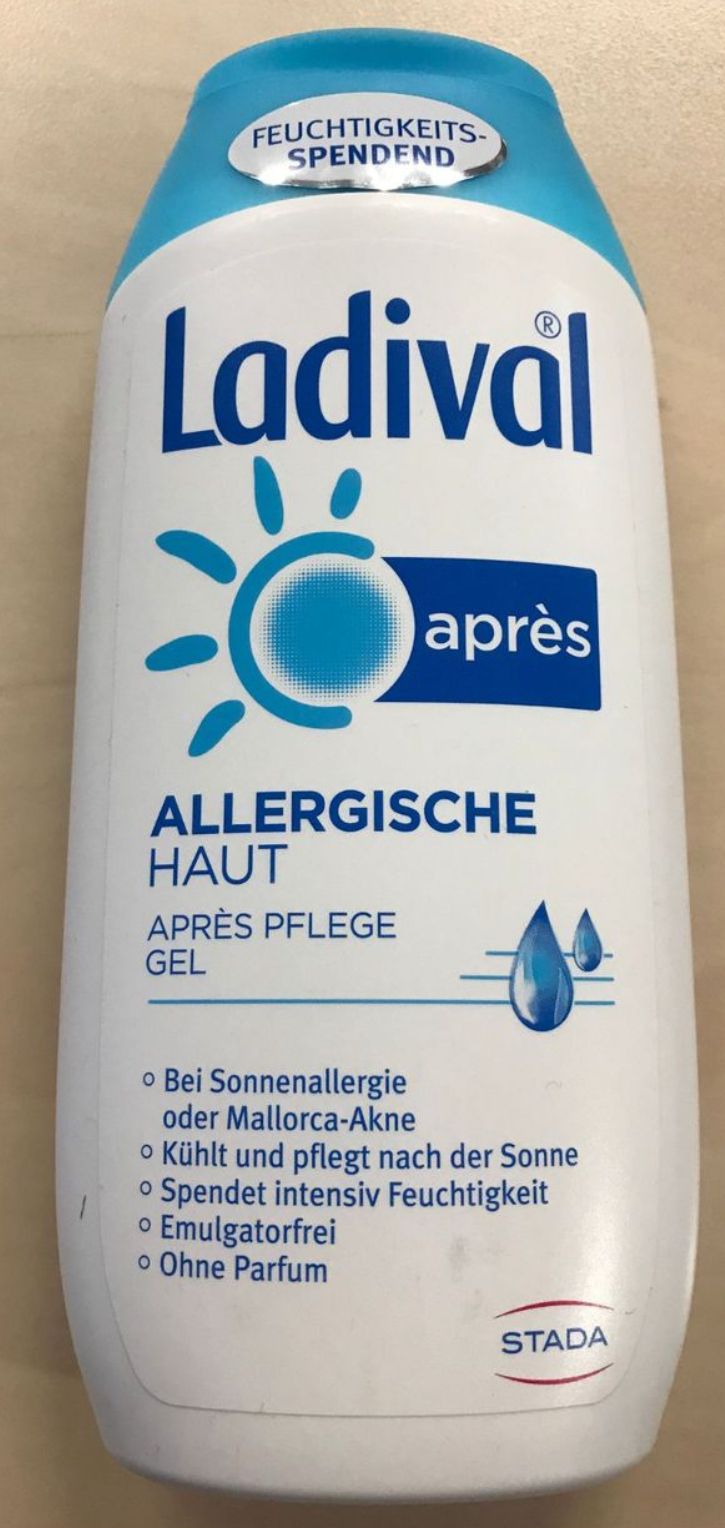 FEUCHTIGKEITS-
SPENDEND
Ladival®
après
ALLERGISCHE
HAUT
APRÈS PFLEGE
GEL
° Bei Sonnenallergie
oder Mallorca-Akne
° Kühlt und pflegt nach der Sonne
° Spendet intensiv Feuchtigkeit
° Emulgatorfrei
° Ohne Parfum
STADA